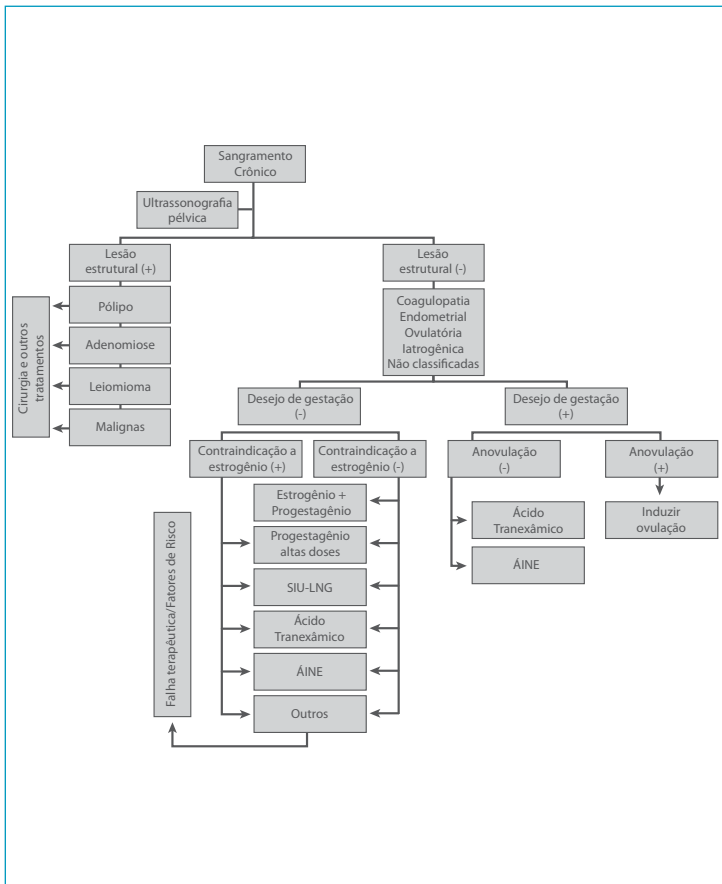 Sangramento
Crônico
Ultrassonografia
pélvica
Lesão
estrutural (+)
Pólipo
Adenomiose
Leiomioma
Malignas
Cirurgia e outros
tratamentos
Lesão
estrutural (-)
Coagulopatia
Endometrial
Ovulatória
Iatrogênica
Não classificadas
Desejo de gestação
(-)
Desejo de gestação
(+)
Contraindicação a
estrogênio (+)
Contraindicação a
estrogênio (-)
Estrogênio +
Progestagênio
Progestagênio
altas doses
SIU-LNG
Ácido
Tranexâmico
ÁINE
Outros
Falha terapêutica/Fatores de Risco
Anovulação
(-)
Anovulação
(+)
Ácido
Tranexâmico
ÁINE
Induzir
ovulação